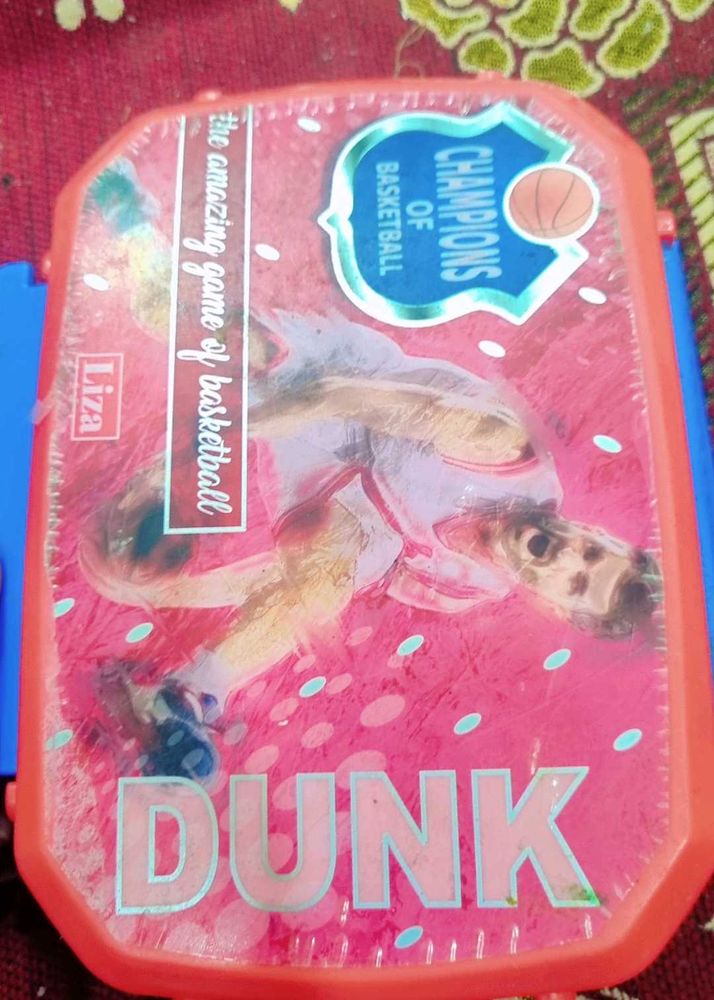 CHAMPIONS
OF
BASKETBALL
the amazing game of basketball
Liza
DUNK